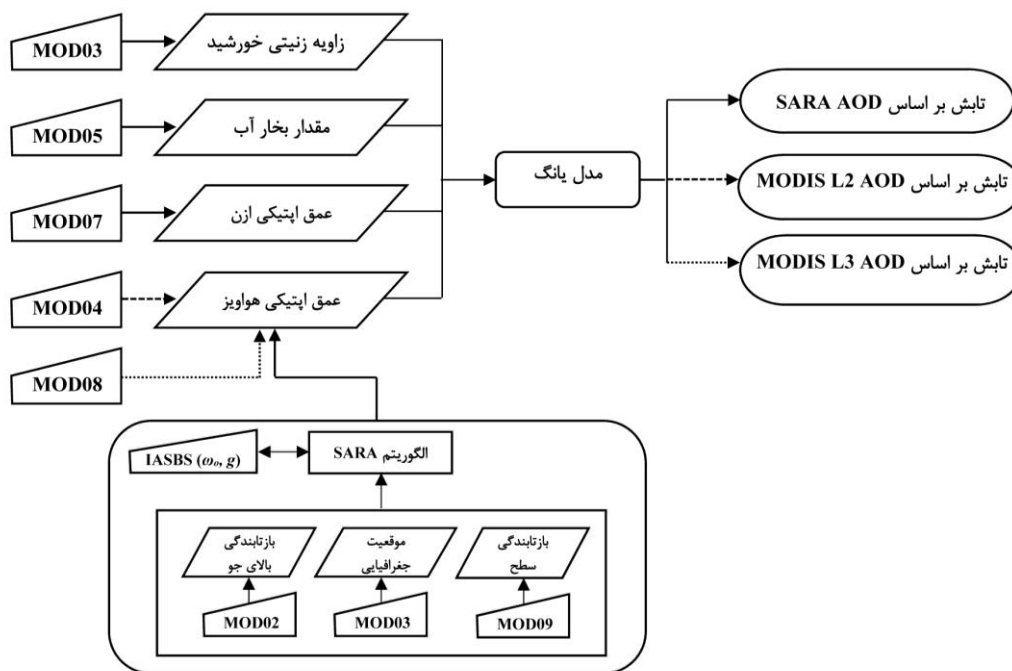 MOD03
زاویه زنیتی خورشید
MOD05
مقدار بخار آب
MOD07
عمق اپتیکی ازن
MOD04
عمق اپتیکی هواویز
MOD08
مدل یانگ
تابش بر اساس SARA AOD
تابش بر اساس MODIS L2 AOD
تابش بر اساس MODIS L3 AOD
IASBS (ω₀, g)
الگوریتم SARA
بازتابندگی
بالای جو
موقعیت
جغرافیایی
بازتابندگی
سطح
MOD02
MOD03
MOD09